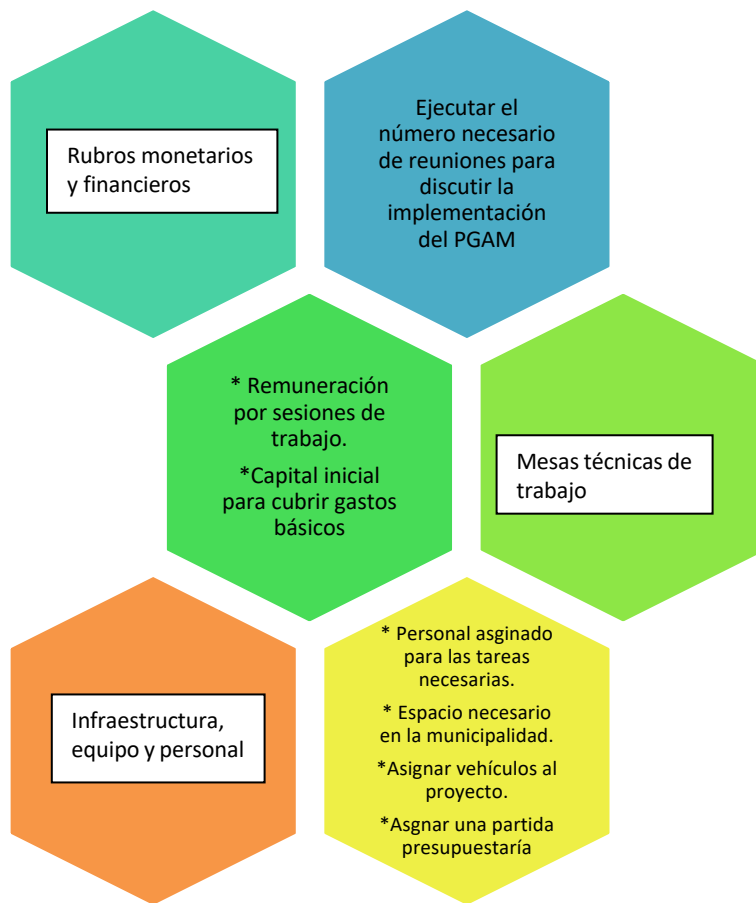 Rubros monetarios
y financieros
Ejecutar el
número necesario
de reuniones para
discutir la
implementación
del PGAM
* Remuneración
por sesiones de
trabajo.
*Capital inicial
para cubrir gastos
básicos
Mesas técnicas de
trabajo
Infraestructura,
equipo y personal
* Personal asginado
para las tareas
necesarias.
* Espacio necesario
en la municipalidad.
*Asignar vehículos al
proyecto.
*Asgnar una partida
presupuestaría